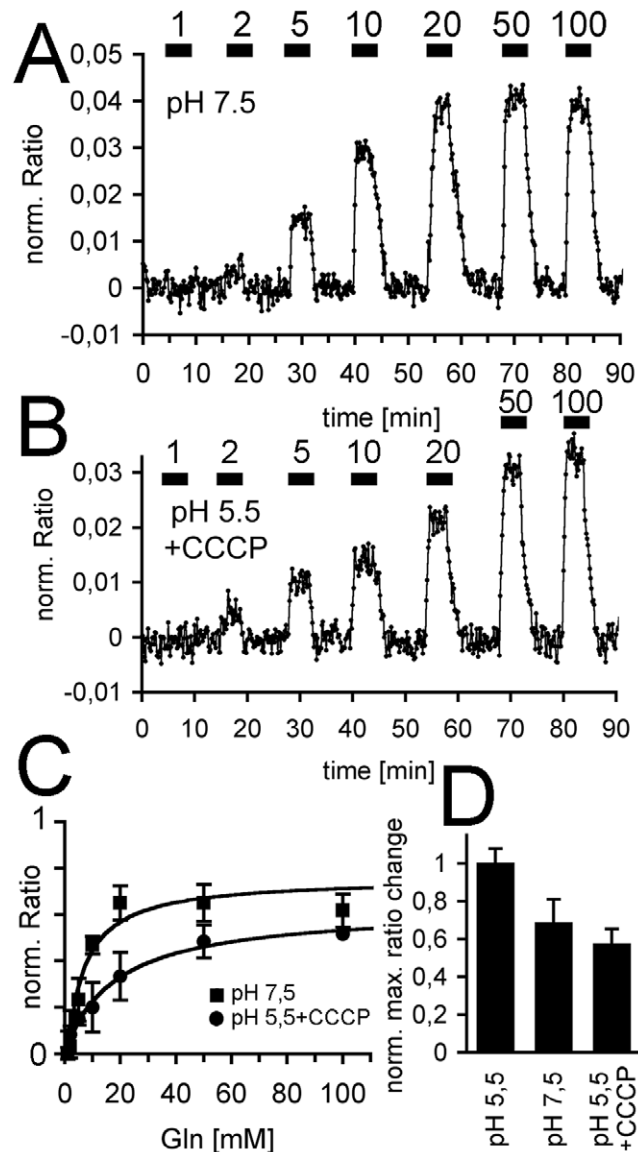 A
1 2 5 10 20 50 100
pH 7.5
norm. Ratio
0,05
0,04
0,03
0,02
0,01
0
-0,01
0 10 20 30 40 50 60 70 80 90
time [min]
B
1 2 5 10 20 50 100
pH 5.5
+CCCP
norm. Ratio
0,03
0,02
0,01
0
-0,01
0 10 20 30 40 50 60 70 80 90
time [min]
C
norm. Ratio
1
0
pH 7,5
pH 5,5+CCCP
0 20 40 60 80 100
Gln [mM]
D
norm. max. ratio change
1
0,8
0,6
0,4
0,2
0
pH 5,5
pH 7,5
pH 5,5
+CCCP